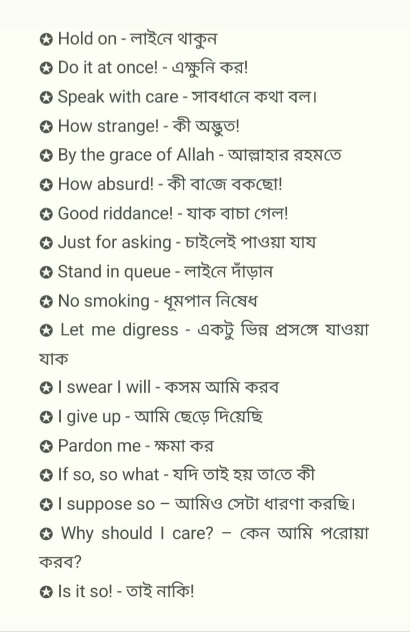 ✪ Hold on - লাইনে থাকুন
✪ Do it at once! - এক্ষুনি কর!
✪ Speak with care - সাবধানে কথা বল।
✪ How strange! - কী অদ্ভুত!
✪ By the grace of Allah - আল্লাহার রহমতে
✪ How absurd! - কী বাজে বকছো!
✪ Good riddance! - যাক বাচা গেল!
✪ Just for asking - চাইলেই পাওয়া যায
✪ Stand in queue - লাইনে দাঁড়ান
✪ No smoking - ধূমপান নিষেধ
✪ Let me digress - একটু ভিন্ন প্রসঙ্গে যাওয়া
যাক
✪ I swear I will - কসম আমি করব
✪ I give up - আমি ছেড়ে দিয়েছি
✪ Pardon me - ক্ষমা কর
✪ If so, so what - যদি তাই হয় তাতে কী
✪ I suppose so – আমিও সেটা ধারণা করছি।
✪ Why should I care? – কেন আমি পরোয়া
করব?
✪ Is it so! - তাই নাকি!